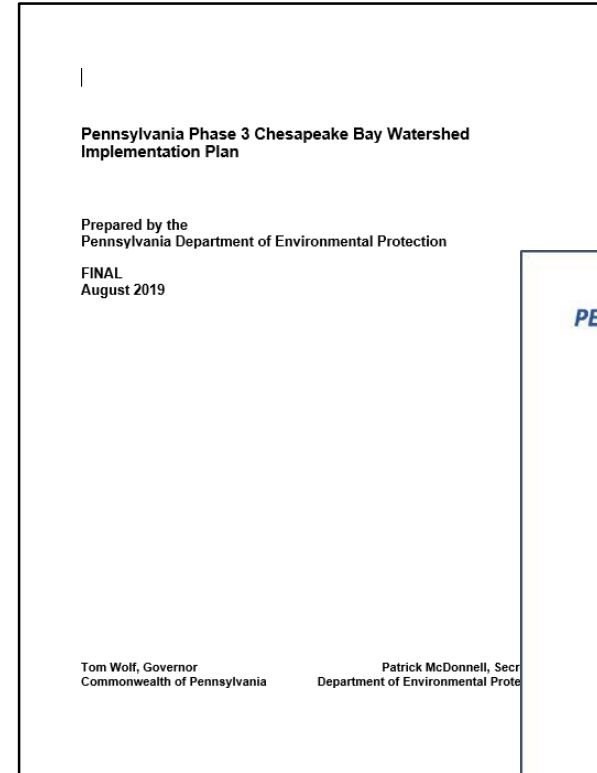 Pennsylvania Phase 3 Chesapeake Bay Watershed
Implementation Plan
Prepared by the
Pennsylvania Department of Environmental Protection
FINAL
August 2019
PE
Tom Wolf, Governor
Commonwealth of Pennsylvania
Patrick McDonnell, Secr
Department of Environmental Prote